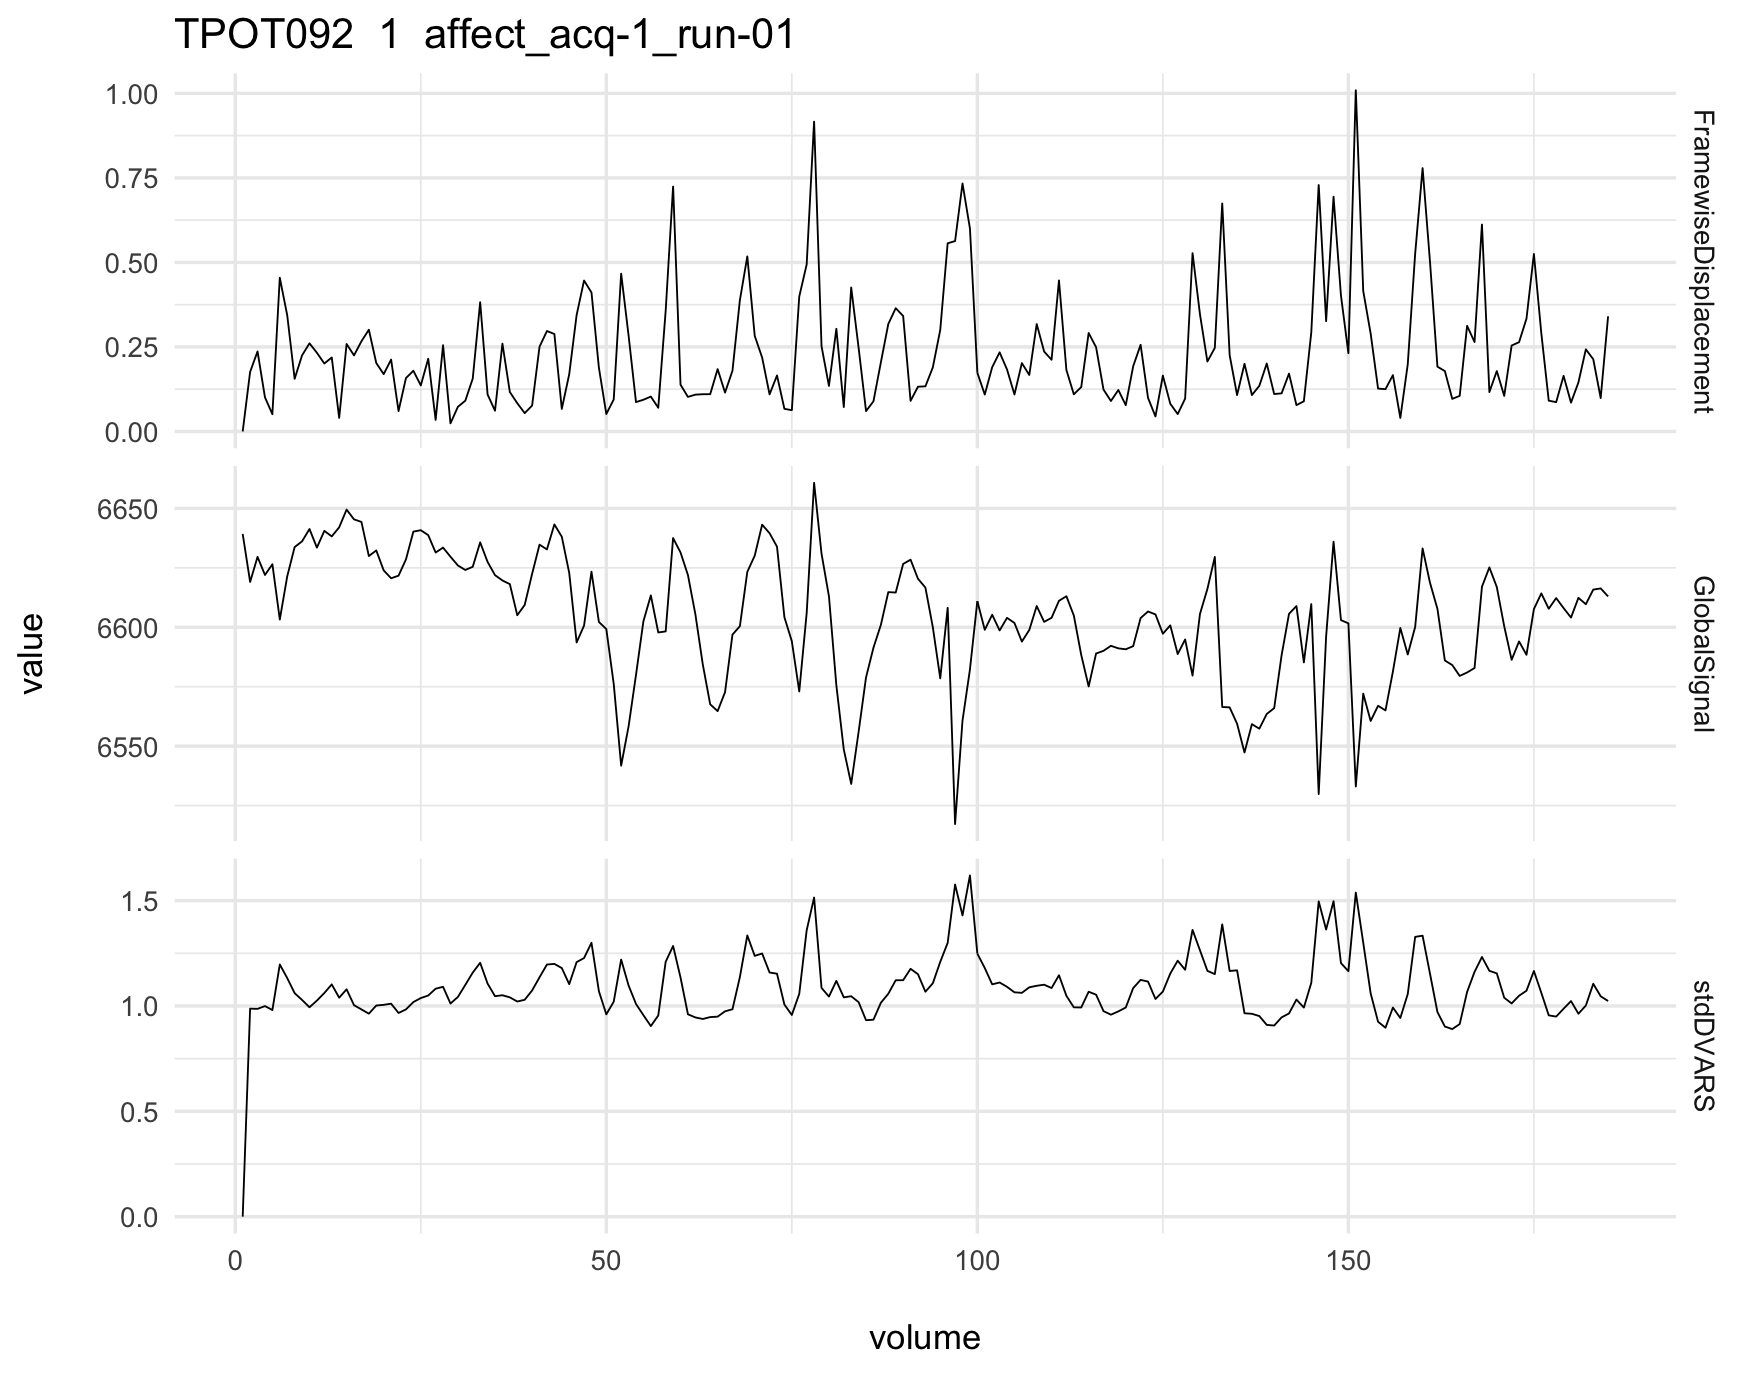 TPOT092 1 affect_acq-1_run-01
value
1.00
0.75
0.50
0.25
0.00
FramewiseDisplacement
6650
6600
6550
GlobalSignal
1.5
1.0
0.5
0.0
stdDVARS
0 50 100 150
volume